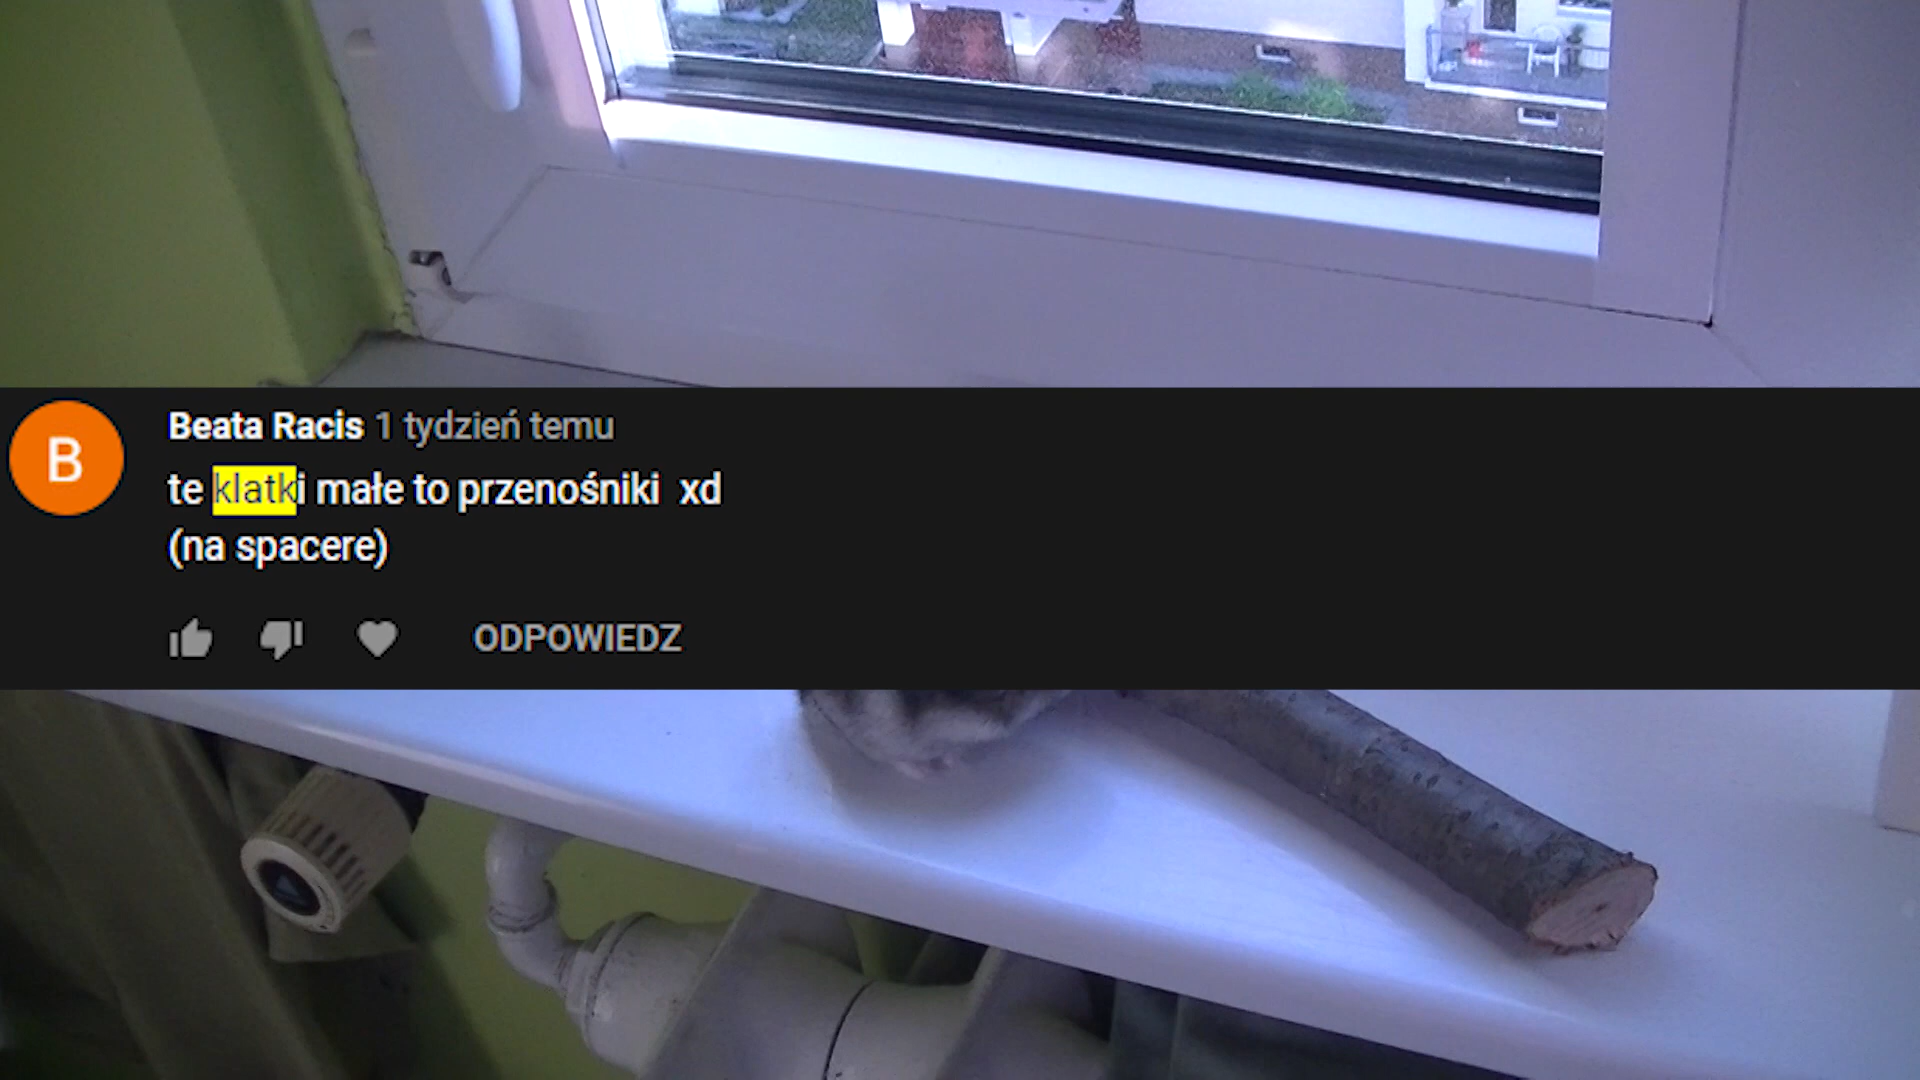 B
Beata Racis 1 tydzień temu
te klatki małe to przenośniki xd
(na spacere)
ODPOWIEDZ